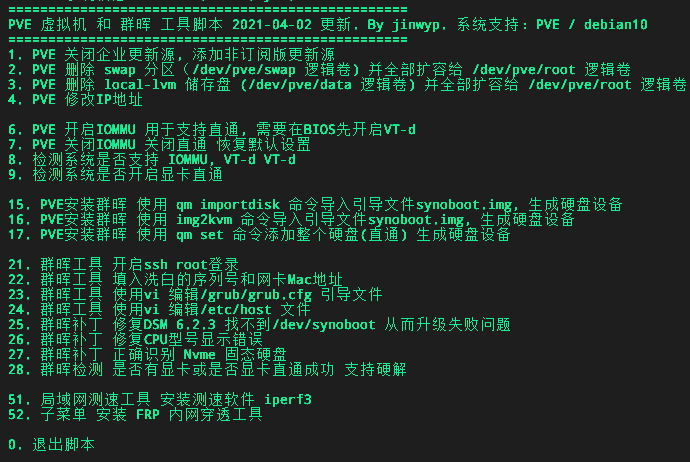 ==================================================
PVE 虚拟机 和 群晖 工具脚本 2021-04-02 更新. By jinwyp. 系统支持: PVE / debian10
==================================================
1. PVE 关闭企业更新源, 添加非订阅版更新源
2. PVE 删除 swap 分区 (/dev/pve/swap 逻辑卷) 并全部扩容给 /dev/pve/root 逻辑卷
3. PVE 删除 local-lvm 储存盘 (/dev/pve/data 逻辑卷) 并全部扩容给 /dev/pve/root 逻辑卷
4. PVE 修改IP地址
6. PVE 开启IOMMU 用于支持直通, 需要在BIOS先开启VT-d
7. PVE 关闭IOMMU 关闭直通 恢复默认设置
8. 检测系统是否支持 IOMMU, VT-d VT-d
9. 检测系统是否开启显卡直通
15. PVE安装群晖 使用 qm importdisk 命令导入引导文件synoboot.img, 生成硬盘设备
16. PVE安装群晖 使用 img2kvm 命令导入引导文件synoboot.img, 生成硬盘设备
17. PVE安装群晖 使用 qm set 命令添加整个硬盘(直通) 生成硬盘设备
21. 群晖工具 开启ssh root登录
22. 群晖工具 填入洗白的序列号和网卡Mac地址
23. 群晖工具 使用vi 编辑/grub/grub.cfg 引导文件
24. 群晖工具 使用vi 编辑/etc/host 文件
25. 群晖补丁 修复DSM 6.2.3 找不到/dev/synoboot 从而升级失败问题
26. 群晖补丁 修复CPU型号显示错误
27. 群晖补丁 正确识别 Nvme 固态硬盘
28. 群晖检测 是否有显卡或是否显卡直通成功 支持硬解
51. 局域网测速工具 安装测速软件 iperf3
52. 子菜单 安装 FRP 内网穿透工具
0. 退出脚本